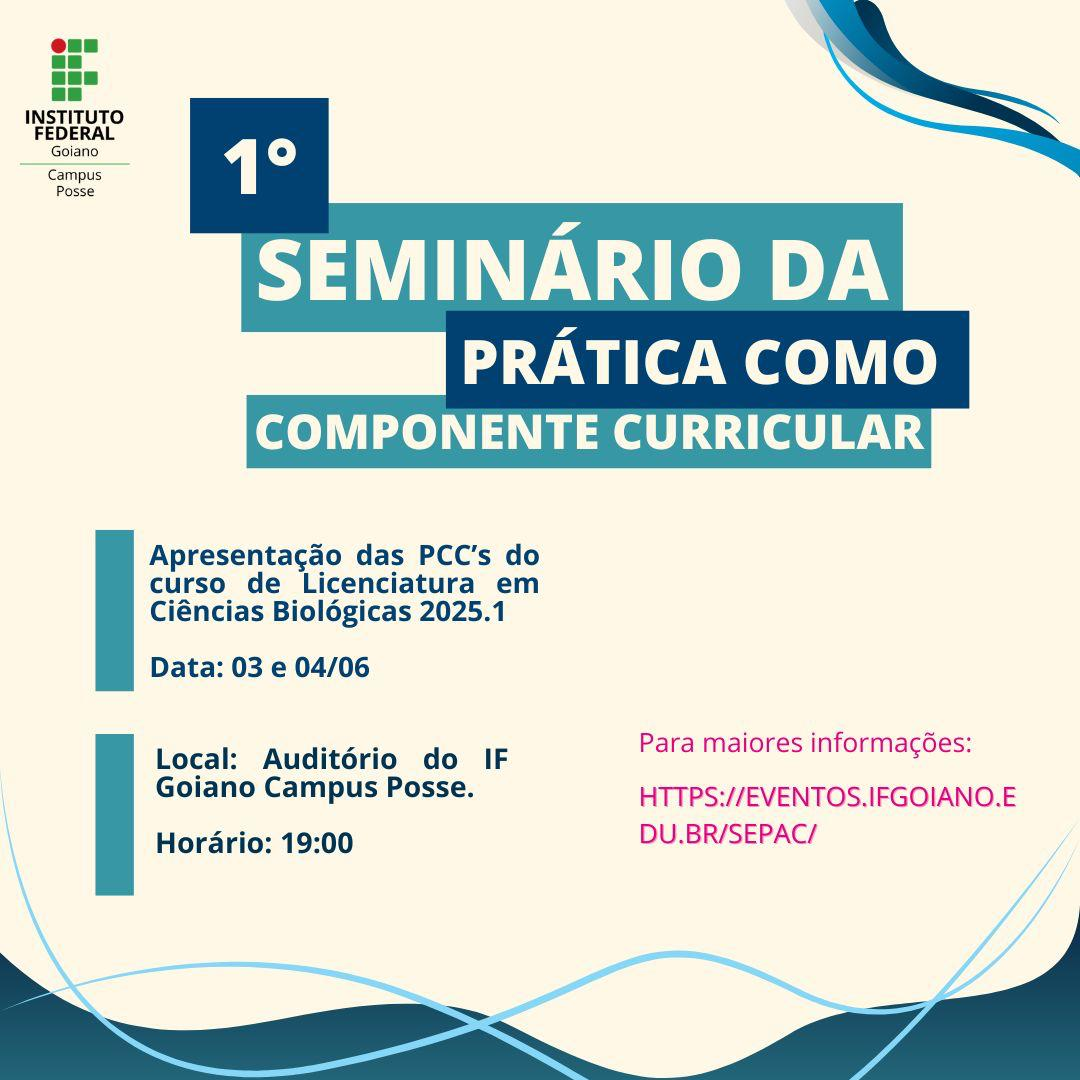 INSTITUTO
FEDERAL
Goiano
Campus
Posse
1º
SEMINÁRIO DA
PRÁTICA COMO
COMPONENTE CURRICULAR
Apresentação das PCC’s do
curso de Licenciatura em
Ciências Biológicas 2025.1
Data: 03 e 04/06
Local: Auditório do IF
Goiano Campus Posse.
Horário: 19:00
Para maiores informações:
HTTPS://EVENTOS.IFGOIANO.E
DU.BR/SEPAC/